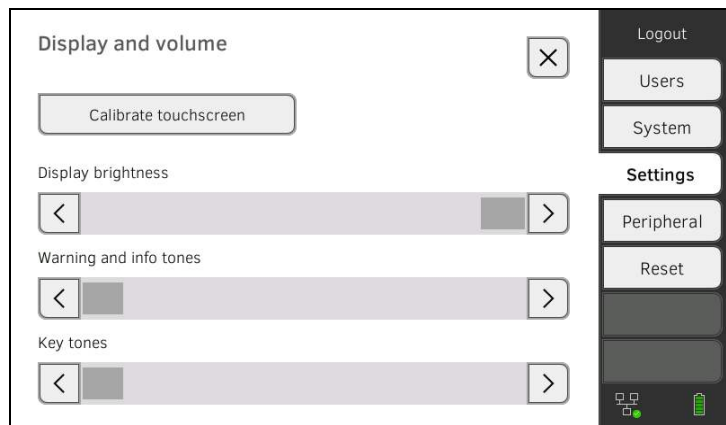 Display and volume
Calibrate touchscreen
Display brightness
Warning and info tones
Key tones
Logout
Users
System
Settings
Peripheral
Reset